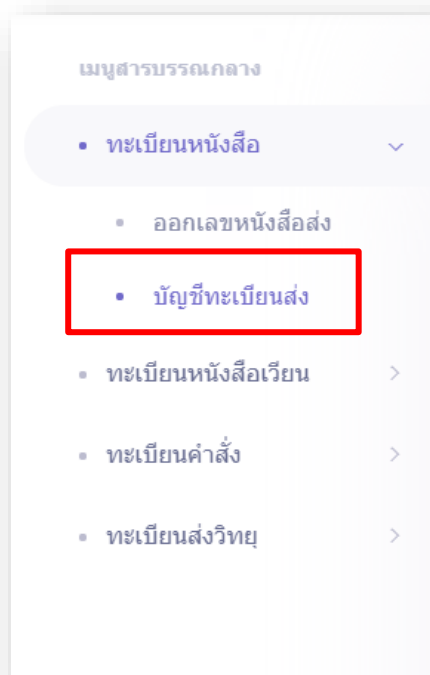 เมนูสารบรรณกลาง
ทะเบียนหนังสือ
ออกเลขหนังสือส่ง
บัญชีทะเบียนส่ง
ทะเบียนหนังสือเวียน
ทะเบียนคำสั่ง
ทะเบียนส่งวิทยุ